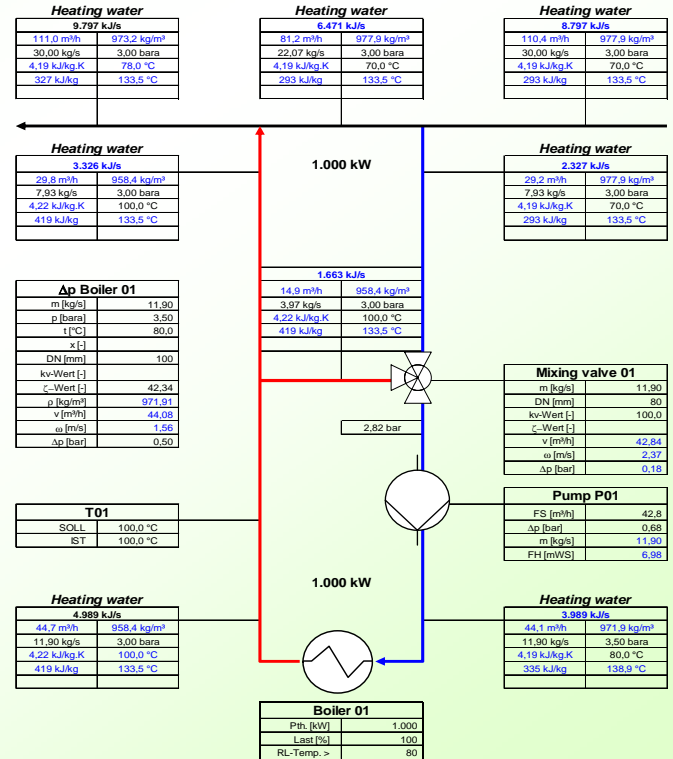 Heating water
9.797 kJ/s
111,0 m³/h 973,2 kg/m³
30,00 kg/s 3,00 bara
4,19 kJ/kg.K 78,0 °C
327 kJ/kg 133,5 °C
Heating water
6.471 kJ/s
81,2 m³/h 977,9 kg/m³
22,07 kg/s 3,00 bara
4,19 kJ/kg.K 70,0 °C
293 kJ/kg 133,5 °C
Heating water
8.797 kJ/s
110,4 m³/h 977,9 kg/m³
30,00 kg/s 3,00 bara
4,19 kJ/kg.K 70,0 °C
293 kJ/kg 133,5 °C
Heating water
3.326 kJ/s
29,8 m³/h 958,4 kg/m³
7,93 kg/s 3,00 bara
4,22 kJ/kg.K 100,0 °C
419 kJ/kg 133,5 °C
1.000 kW
Heating water
2.327 kJ/s
29,2 m³/h 977,9 kg/m³
7,93 kg/s 3,00 bara
4,19 kJ/kg.K 70,0 °C
293 kJ/kg 133,5 °C
1.663 kJ/s
14,9 m³/h 958,4 kg/m³
3,97 kg/s 3,00 bara
4,22 kJ/kg.K 100,0 °C
419 kJ/kg 133,5 °C
Δp Boiler 01
m [kg/s] 11,90
p [bara] 3,50
t [°C] 80,0
x [-]
DN [mm] 100
kv-Wert [-]
ζ–Wert [-] 42,34
ρ [kg/m³] 971,91
v [m³/h] 44,08
ω [m/s] 1,56
Δp [bar] 0,50
Mixing valve 01
m [kg/s] 11,90
DN [mm] 80
kv-Wert [-] 100,0
ζ–Wert [-]
v [m³/h] 42,84
ω [m/s] 2,37
Δp [bar] 0,18
2,82 bar
Pump P01
FS [m³/h] 42,8
Δp [bar] 0,68
m [kg/s] 11,90
FH [mWS] 6,98
T01
SOLL 100,0 °C
IST 100,0 °C
1.000 kW
Heating water
4.989 kJ/s
44,7 m³/h 958,4 kg/m³
11,90 kg/s 3,00 bara
4,22 kJ/kg.K 100,0 °C
419 kJ/kg 133,5 °C
Heating water
3.989 kJ/s
44,1 m³/h 971,9 kg/m³
11,90 kg/s 3,50 bara
4,19 kJ/kg.K 80,0 °C
335 kJ/kg 138,9 °C
Boiler 01
Pth. [kW] 1.000
Last [%] 100
RL-Temp. > 80